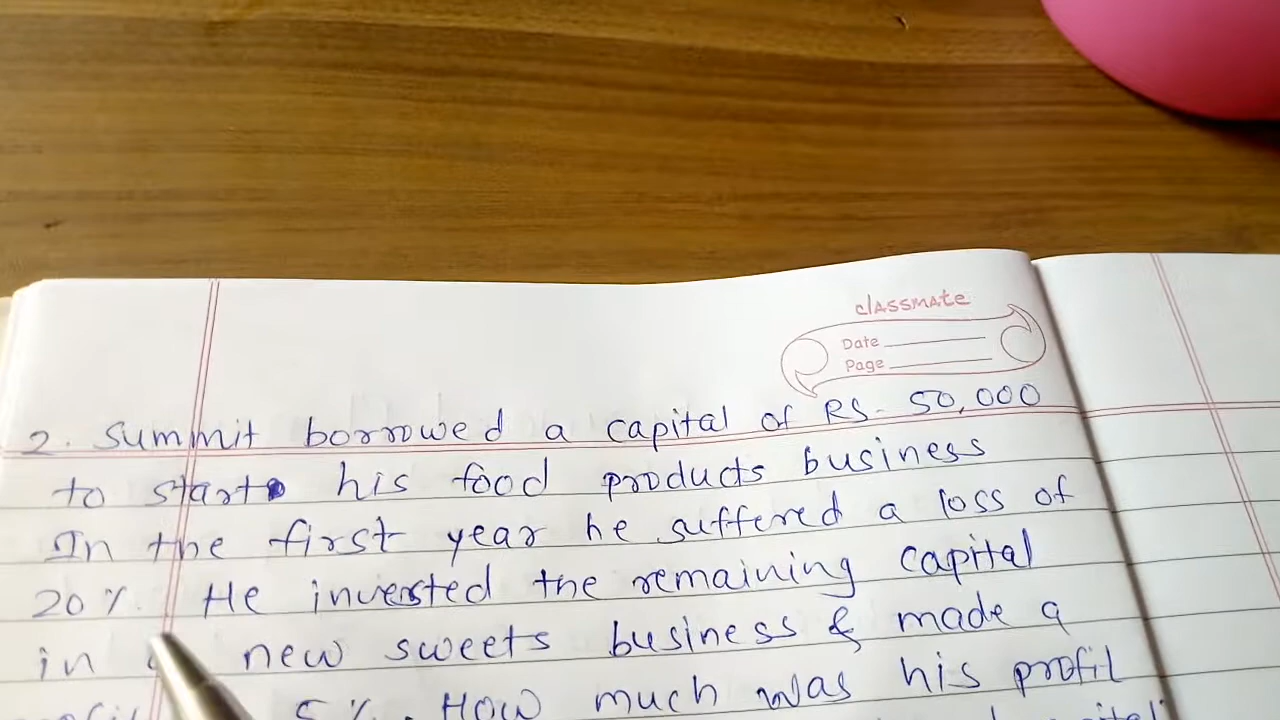 classmate
Date
Page
2. Summit borrowed a capital of RS. 50,000
to start his food products business
In the first year he suffered a loss of
20%. He invested the remaining capital
in a new sweets business & made a
5%. How much was his profit